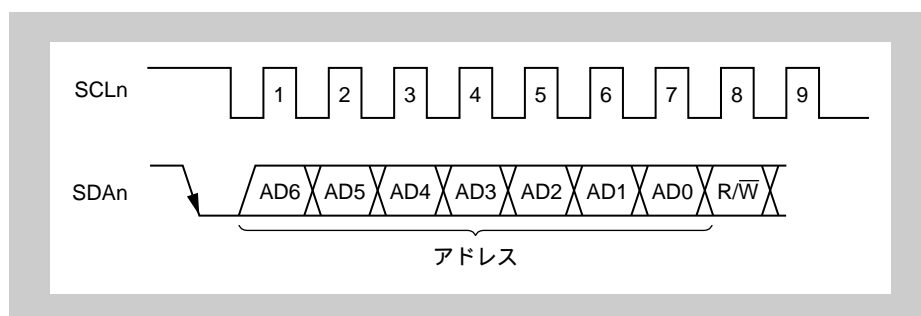 SCLn 1 2 3 4 5 6 7 8 9
SDAn AD6 AD5 AD4 AD3 AD2 AD1 AD0 R/W̅
アドレス